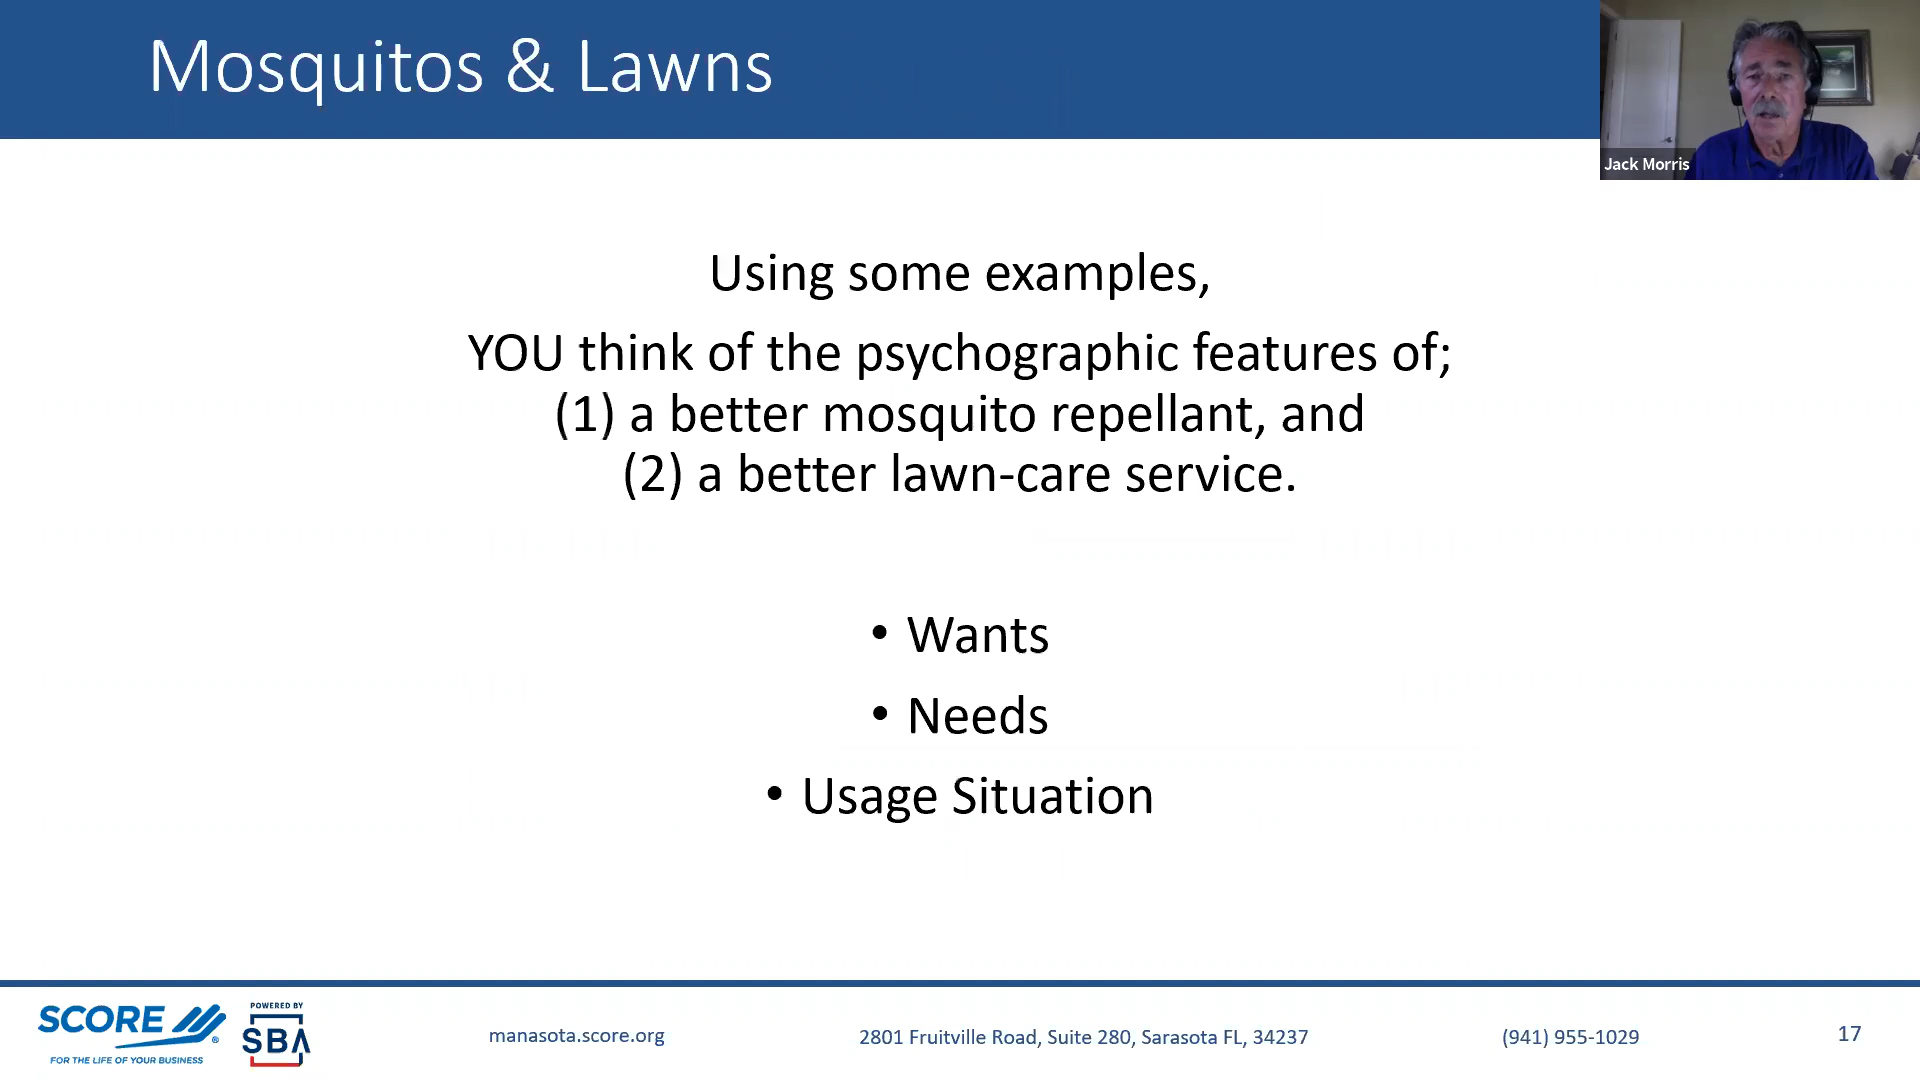 Mosquitos & Lawns
Jack Morris
Using some examples,
YOU think of the psychographic features of;
(1) a better mosquito repellant, and
(2) a better lawn-care service.
• Wants
• Needs
• Usage Situation
SCORE
®
FOR THE LIFE OF YOUR BUSINESS
POWERED BY
SBA
manasota.score.org
2801 Fruitville Road, Suite 280, Sarasota FL, 34237
(941) 955-1029
17